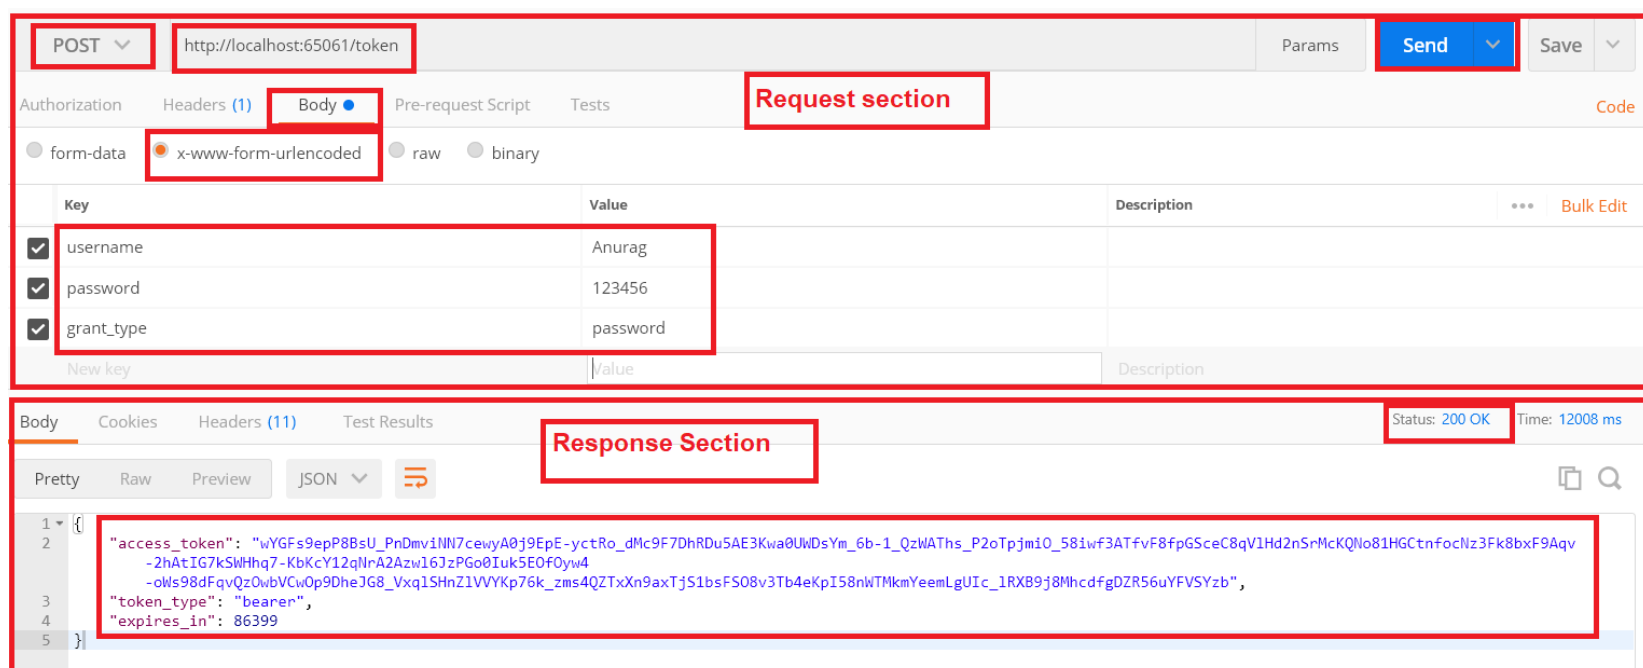 POST http://localhost:65061/token Params Send Save
Request section
Authorization Headers (1) Body Pre-request Script Tests Code
form-data x-www-form-urlencoded raw binary
Key Value Description ••• Bulk Edit
username Anurag
password 123456
grant_type password
New key Value Description
Body Cookies Headers (11) Test Results Status: 200 OK Time: 12008 ms
Response Section
Pretty Raw Preview JSON
1 {
2 "access_token": "wYGFs9epP8BsU_PnDmviNN7cewyA0j9EpE-yctRo_dMc9F7DhRDu5AE3Kwa0UWDsYm_6b-1_QzWAThs_P2oTpjmiO_58iwf3ATfvF8fpGSceC8qVlHd2nSrMcKQNo81HGCtnfocNz3Fk8bxF9Aqv
-2hAtIG7kSWHhq7-KbKcY12qNrA2Azwl6JzPGo0Iuk5EOfOyw4
-oWs98dFqvQzOwbVCwOp9DheJG8_VxqlSHnZlVVYKp76k_zms4QZTxXn9axTjS1bsFSO8v3Tb4eKpI58nWTMkmYeemLgUIc_lRXB9j8MhcdfgDZR56uYFVSYzb",
3 "token_type": "bearer",
4 "expires_in": 86399
5 }